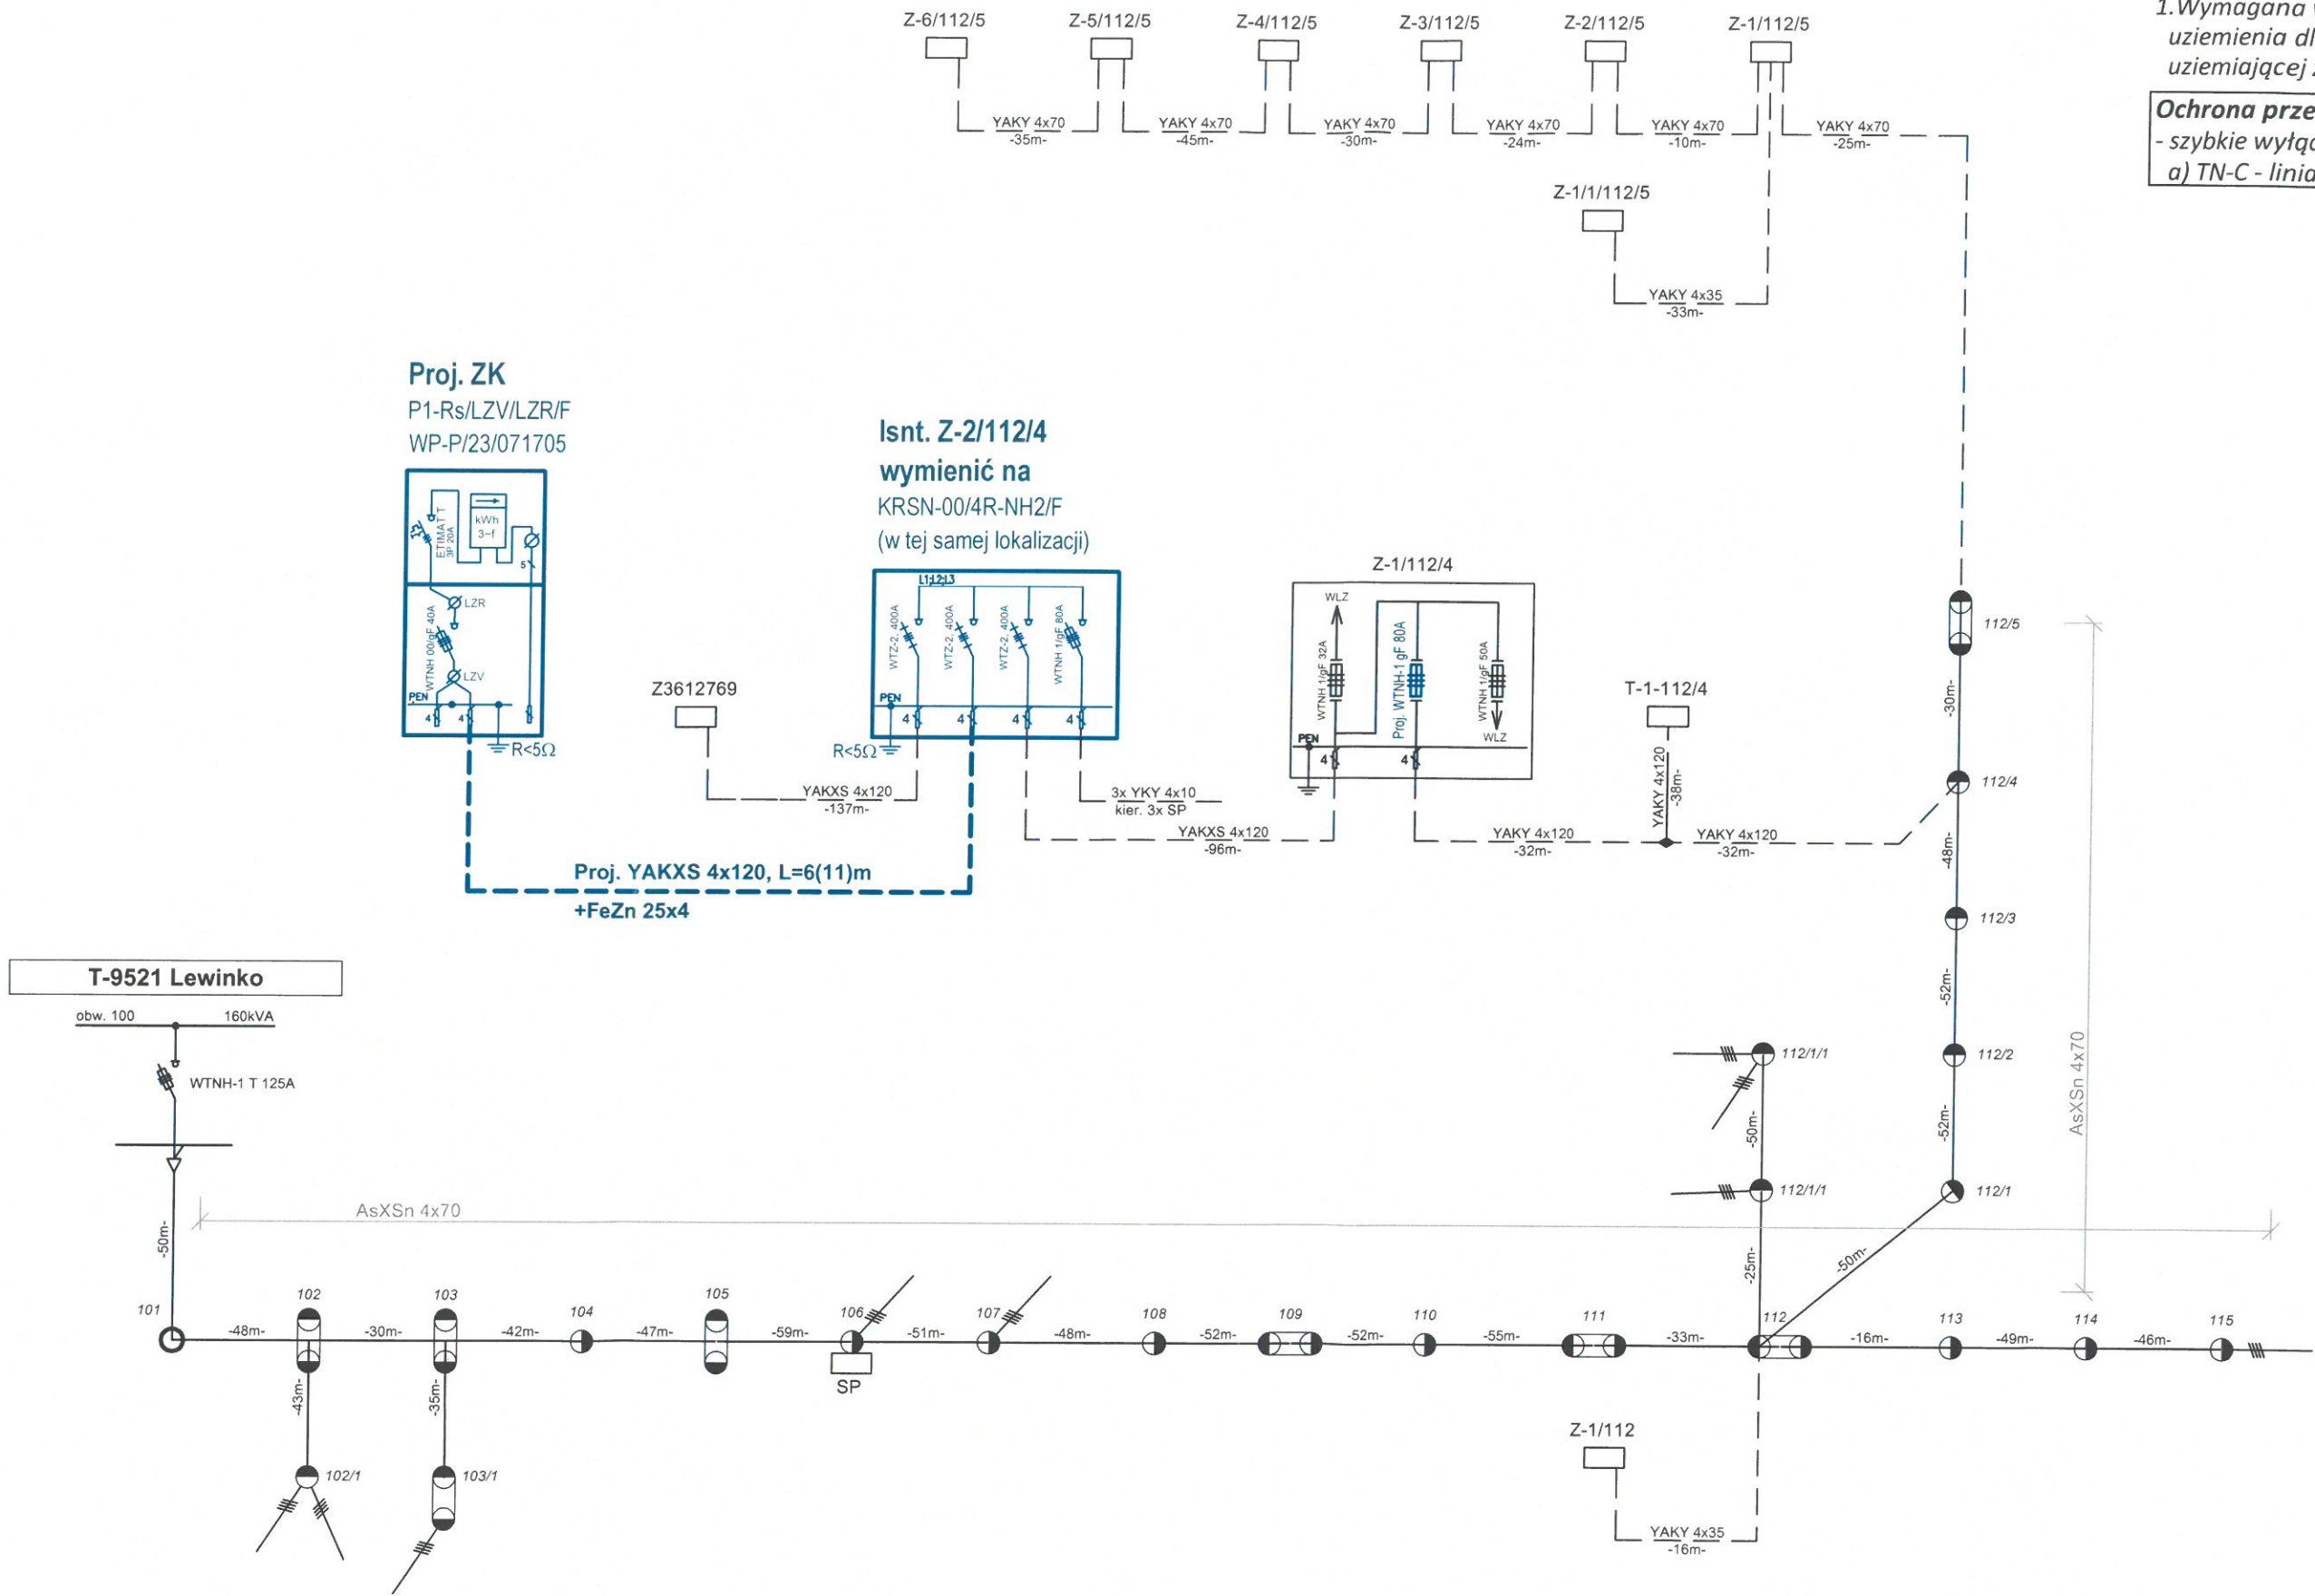 Z-6/112/5
Z-5/112/5
Z-4/112/5
Z-3/112/5
Z-2/112/5
Z-1/112/5
YAKY 4x70
-35m-
YAKY 4x70
-45m-
YAKY 4x70
-30m-
YAKY 4x70
-24m-
YAKY 4x70
-10m-
YAKY 4x70
-25m-
1.Wymagana
uziemienia dl
uziemiającej
Ochrona prze
- szybkie wyłą
a) TN-C - linia
Z-1/1/112/5
YAKY 4x35
-33m-
Proj. ZK
P1-Rs/LZV/LZR/F
WP-P/23/071705
ETIMAT T
3P 20A
kWh
3~f
5
LZR
WTNH 00/gF 40A
LZV
PEN
4
4
R<5Ω
Isnt. Z-2/112/4
wymienić na
KRSN-00/4R-NH2/F
(w tej samej lokalizacji)
L1;L2;L3
WTZ-2, 400A
WTZ-2, 400A
WTZ-2, 400A
WTNH 1/gF 80A
PEN
4
4
4
4
R<5Ω
Z3612769
YAKXS 4x120
-137m-
3x YKY 4x10
kier. 3x SP
Z-1/112/4
WLZ
WTNH 1/gF 32A
Proj. WTNH-1 gF 80A
WTNH 1/gF 50A
WLZ
PEN
4
4
YAKXS 4x120
-96m-
T-1-112/4
YAKY 4x120
-38m-
YAKY 4x120
-32m-
YAKY 4x120
-32m-
Proj. YAKXS 4x120, L=6(11)m
+FeZn 25x4
112/5
-30m-
112/4
-48m-
112/3
-52m-
112/2
-52m-
112/1
-50m-
AsXSn 4x70
T-9521 Lewinko
obw. 100
160kVA
WTNH-1 T 125A
-50m-
AsXSn 4x70
112/1/1
-50m-
112/1/1
-25m-
101
102
103
104
105
106
107
108
109
110
111
112
113
114
115
-48m-
-30m-
-42m-
-47m-
-59m-
-51m-
-48m-
-52m-
-52m-
-55m-
-33m-
-16m-
-49m-
-46m-
SP
-43m-
-35m-
102/1
103/1
Z-1/112
YAKY 4x35
-16m-